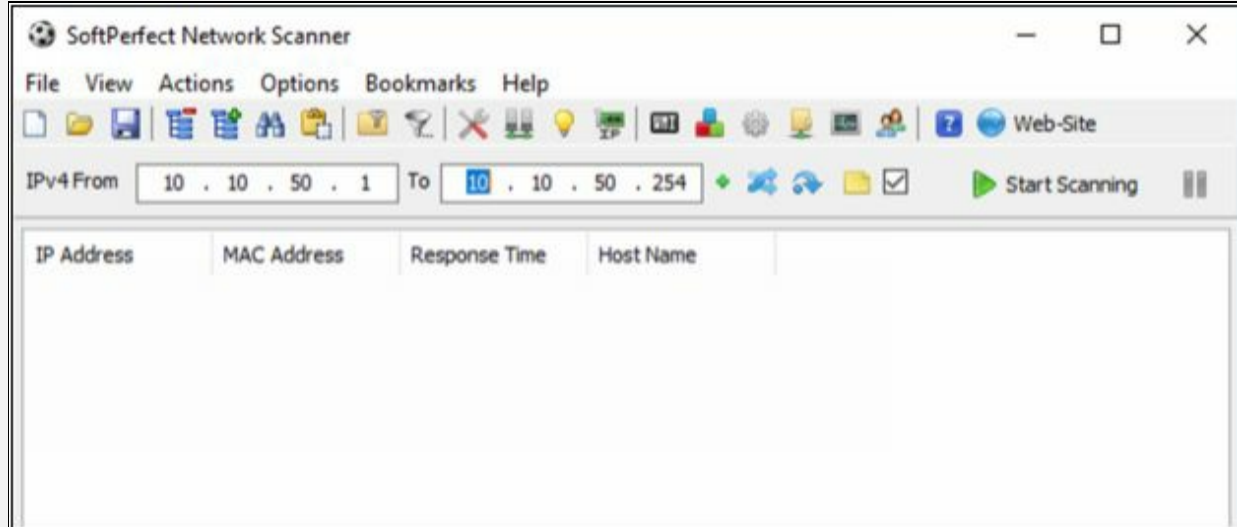 SoftPerfect Network Scanner
File View Actions Options Bookmarks Help
Web-Site
IPv4 From 10 . 10 . 50 . 1 To 10 . 10 . 50 . 254 Start Scanning
IP Address MAC Address Response Time Host Name